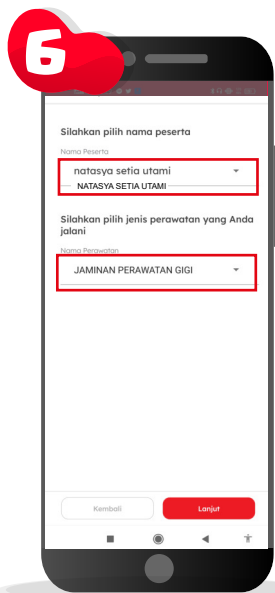 6
Silahkan pilih nama peserta
Nama Peserta
natasya setia utami
NATASYA SETIA UTAMI
Silahkan pilih jenis perawatan yang Anda
jalani
Nama Perawatan
JAMINAN PERAWATAN GIGI
Kembali
Lanjut